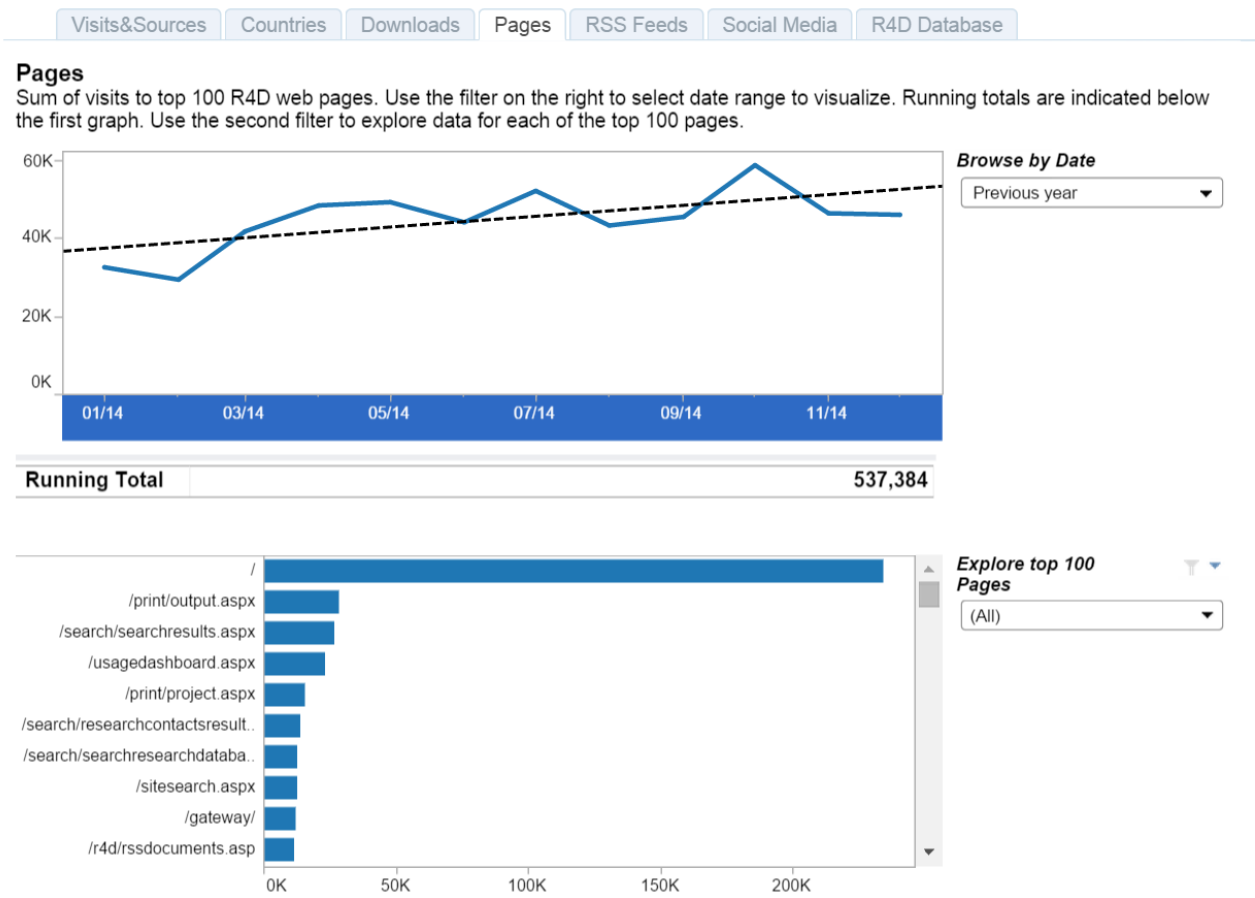 Visits&Sources Countries Downloads Pages RSS Feeds Social Media R4D Database
Pages
Sum of visits to top 100 R4D web pages. Use the filter on the right to select date range to visualize. Running totals are indicated below
the first graph. Use the second filter to explore data for each of the top 100 pages.
60K
40K
20K
0K
01/14 03/14 05/14 07/14 09/14 11/14
Browse by Date
Previous year
Running Total 537,384
/
/print/output.aspx
/search/searchresults.aspx
/usagedashboard.aspx
/print/project.aspx
/search/researchcontactsresult..
/search/searchresearchdataba..
/sitesearch.aspx
/gateway/
/r4d/rssdocuments.asp
0K 50K 100K 150K 200K
Explore top 100
Pages
(All)